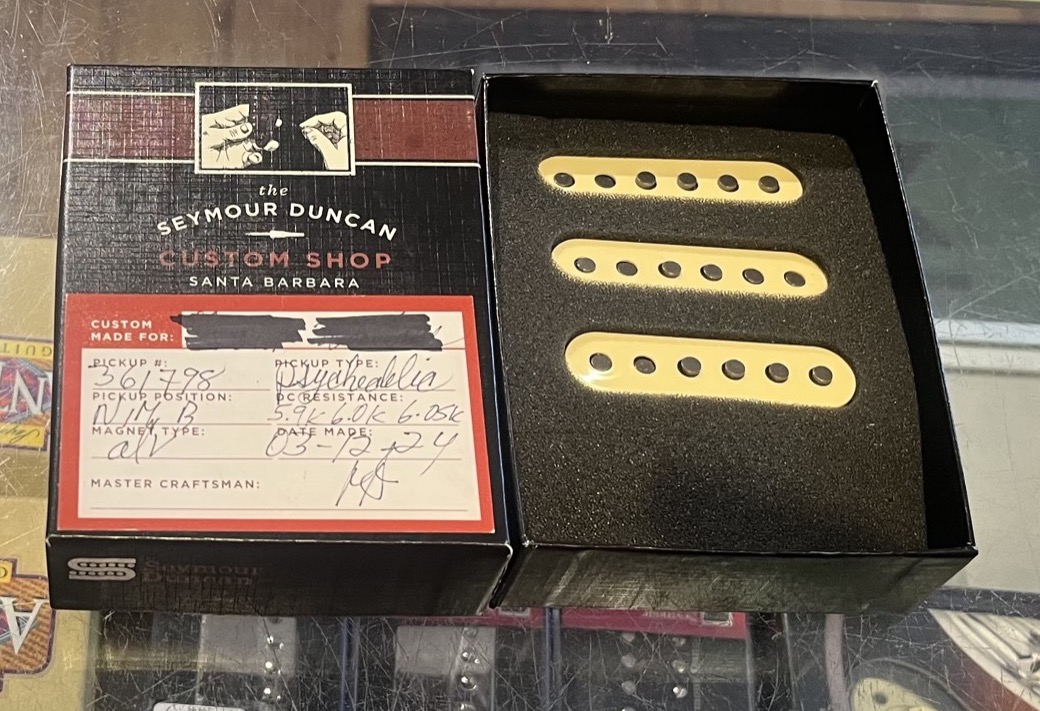 the
SEYMOUR DUNCAN
CUSTOM SHOP
SANTA BARBARA
CUSTOM
MADE FOR:
PICKUP #: PICKUP TYPE:
361798 Psychedelia
PICKUP POSITION: DC RESISTANCE:
N/M/B 5.9K 6.0K 6.05K
MAGNET TYPE: DATE MADE:
alV 03-12-24
MASTER CRAFTSMAN:
Seymour
Duncan